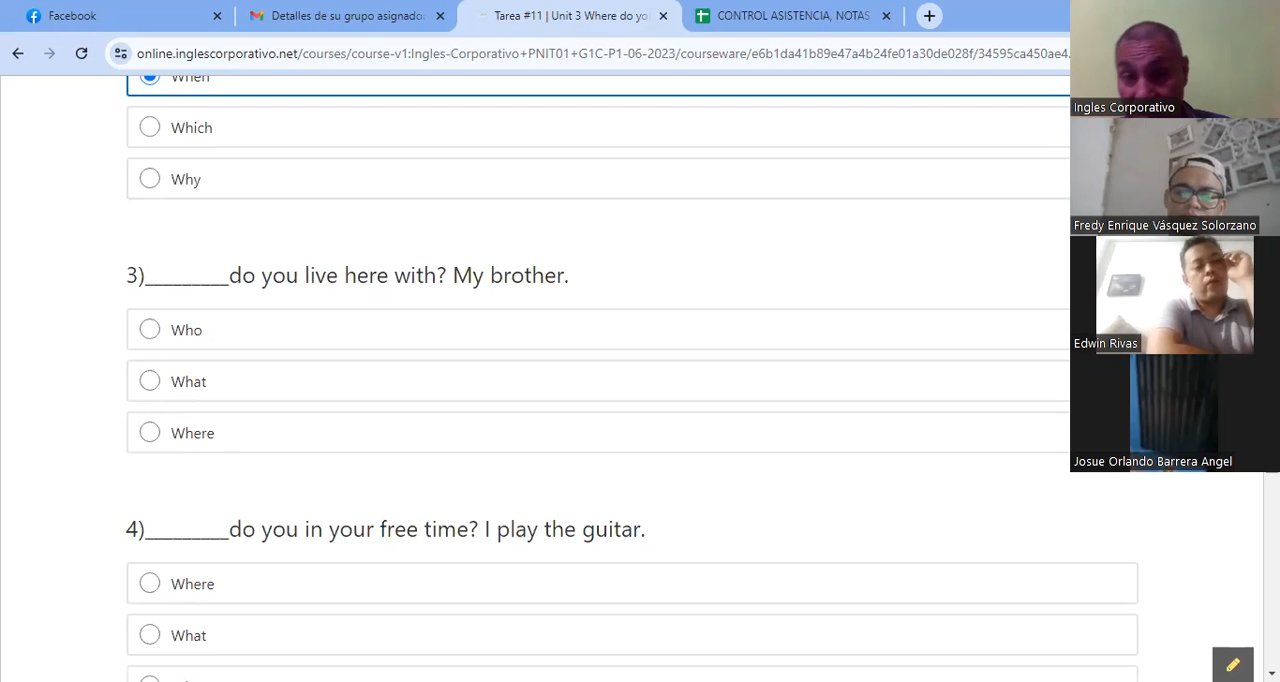 Facebook
Detalles de su grupo asignado
Tarea #11 | Unit 3 Where do yo
CONTROL ASISTENCIA, NOTAS
online.inglescorporativo.net/courses/course-v1:Ingles-Corporativo+PNIT01+G1C-P1-06-2023/courseware/e6b1da41b89e47a4b24fe01a30de028f/34595ca450ae4
When
Which
Why
3)_________do you live here with? My brother.
Who
What
Where
4)_________do you in your free time? I play the guitar.
Where
What
Ingles Corporativo
Fredy Enrique Vásquez Solorzano
Edwin Rivas
Josue Orlando Barrera Angel